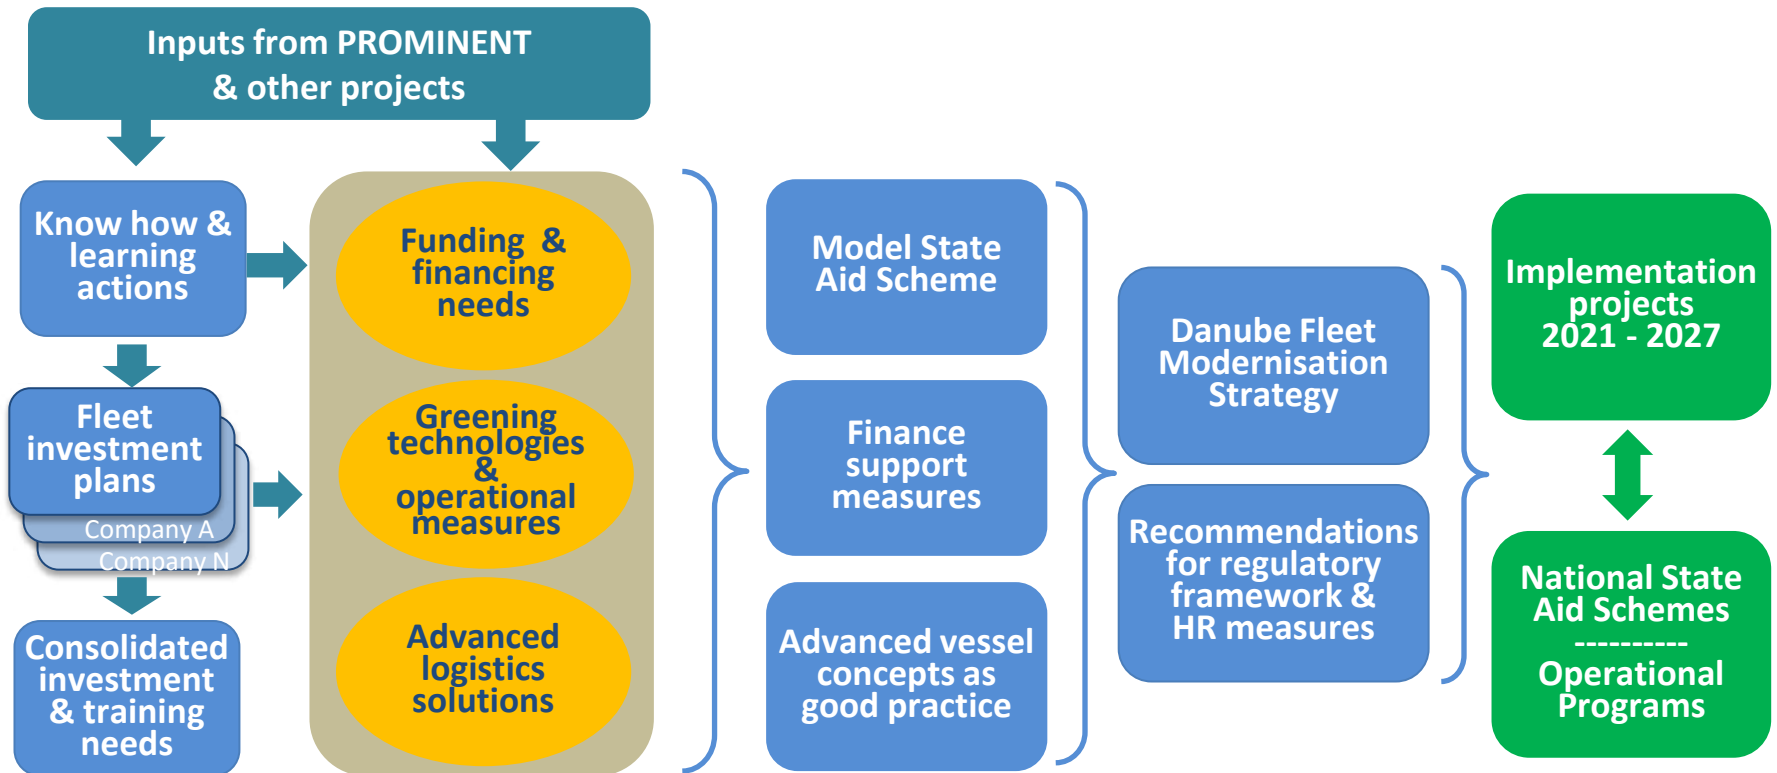 Inputs from PROMINENT
& other projects
Know how &
learning
actions
Fleet
investment
plans
Company A
Company N
Consolidated
investment
& training
needs
Funding &
financing
needs
Greening
technologies
&
operational
measures
Advanced
logistics
solutions
Model State
Aid Scheme
Finance
support
measures
Advanced vessel
concepts as
good practice
Danube Fleet
Modernisation
Strategy
Recommendations
for regulatory
framework &
HR measures
Implementation
projects
2021 - 2027
National State
Aid Schemes
----------
Operational
Programs